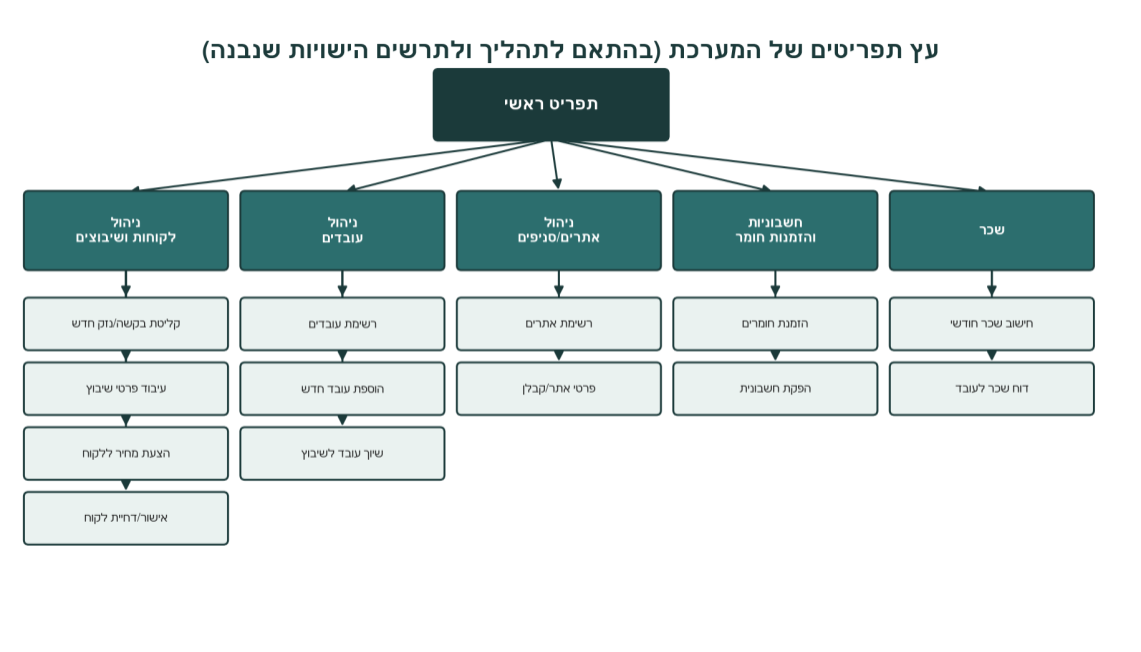 עץ תפריטים של המערכת (בהתאם לתהליך ולתרשים הישויות שנבנה)
תפריט ראשי
שכר
חישוב שכר חודשי
דוח שכר לעובד
חשבוניות
והזמנות חומר
הזמנת חומרים
הפקת חשבונית
ניהול
אתרים/סניפים
רשימת אתרים
פרטי אתר/קבלן
ניהול
עובדים
רשימת עובדים
הוספת עובד חדש
שיוך עובד לשיבוץ
ניהול
לקוחות ושיבוצים
קליטת בקשה/נזק חדש
עיבוד פרטי שיבוץ
הצעת מחיר ללקוח
אישור/דחיית לקוח